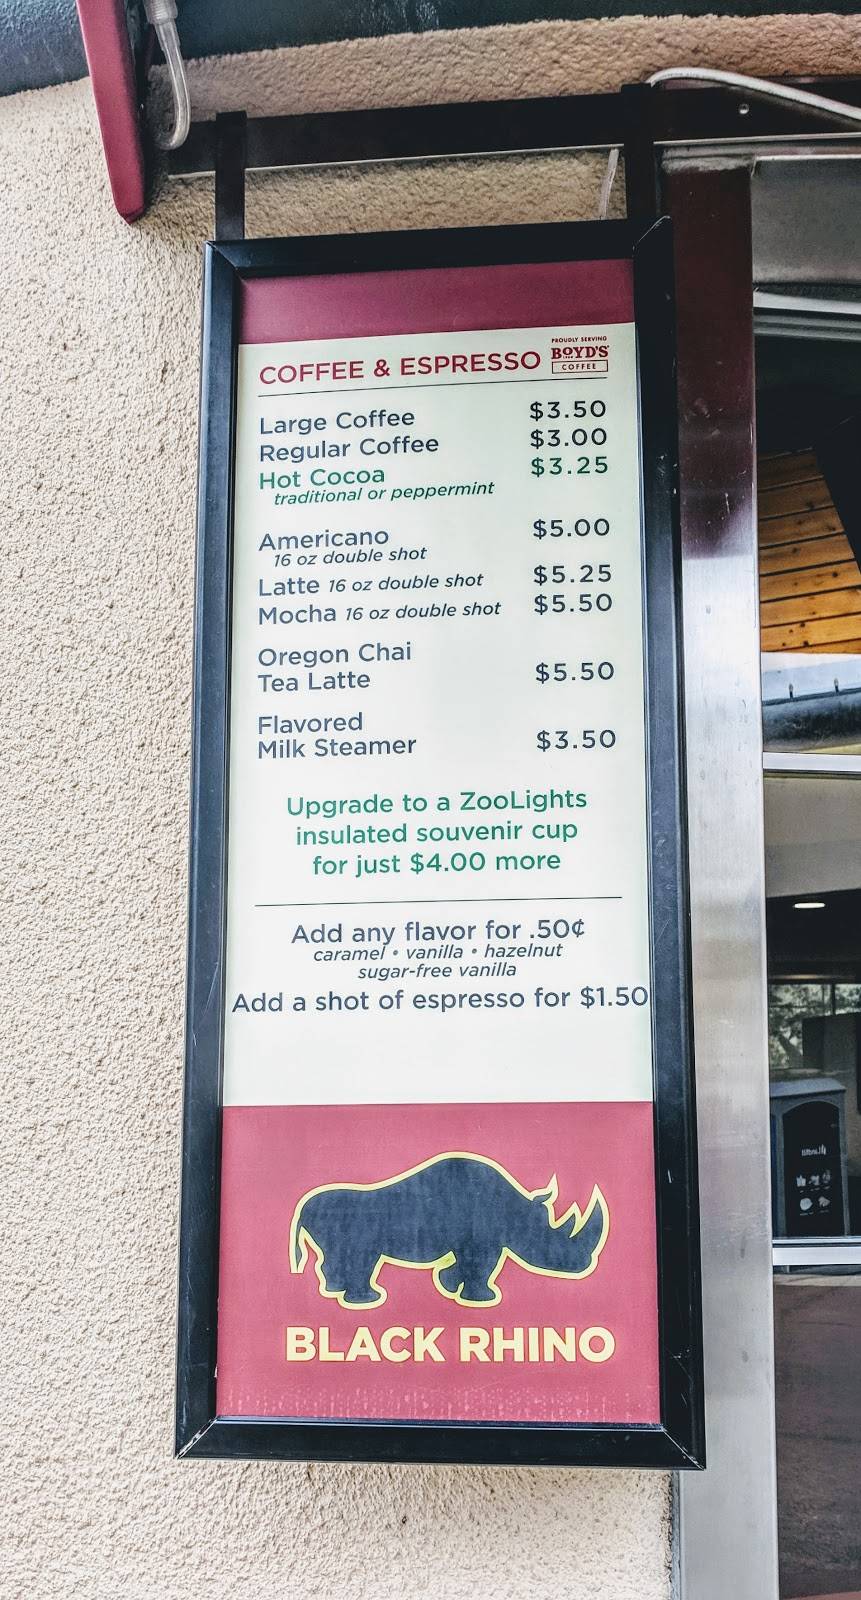 COFFEE & ESPRESSO
PROUDLY SERVING
BOYD'S
COFFEE
Large Coffee $3.50
Regular Coffee $3.00
Hot Cocoa $3.25
traditional or peppermint
Americano $5.00
16 oz double shot
Latte 16 oz double shot $5.25
Mocha 16 oz double shot $5.50
Oregon Chai
Tea Latte $5.50
Flavored
Milk Steamer $3.50
Upgrade to a ZooLights
insulated souvenir cup
for just $4.00 more
Add any flavor for .50¢
caramel • vanilla • hazelnut
sugar-free vanilla
Add a shot of espresso for $1.50
BLACK RHINO